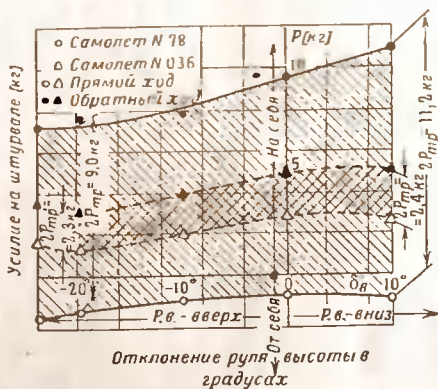 Самолет N 78
Самолет N 036
Прямой ход
Обратный х
P[кг]
10
5
На себя
От себя
Усилие на штурвале [кг]
2Pтр=
=2,3кг
2Pтр= 9,0кг
2Pтр=
=2,4кг
2Pтр 11,2кг
-20°
-10°
0
δв
10°
Р.в.-вверх
Р.в.-вниз
Отклонение руля высоты в
градусах